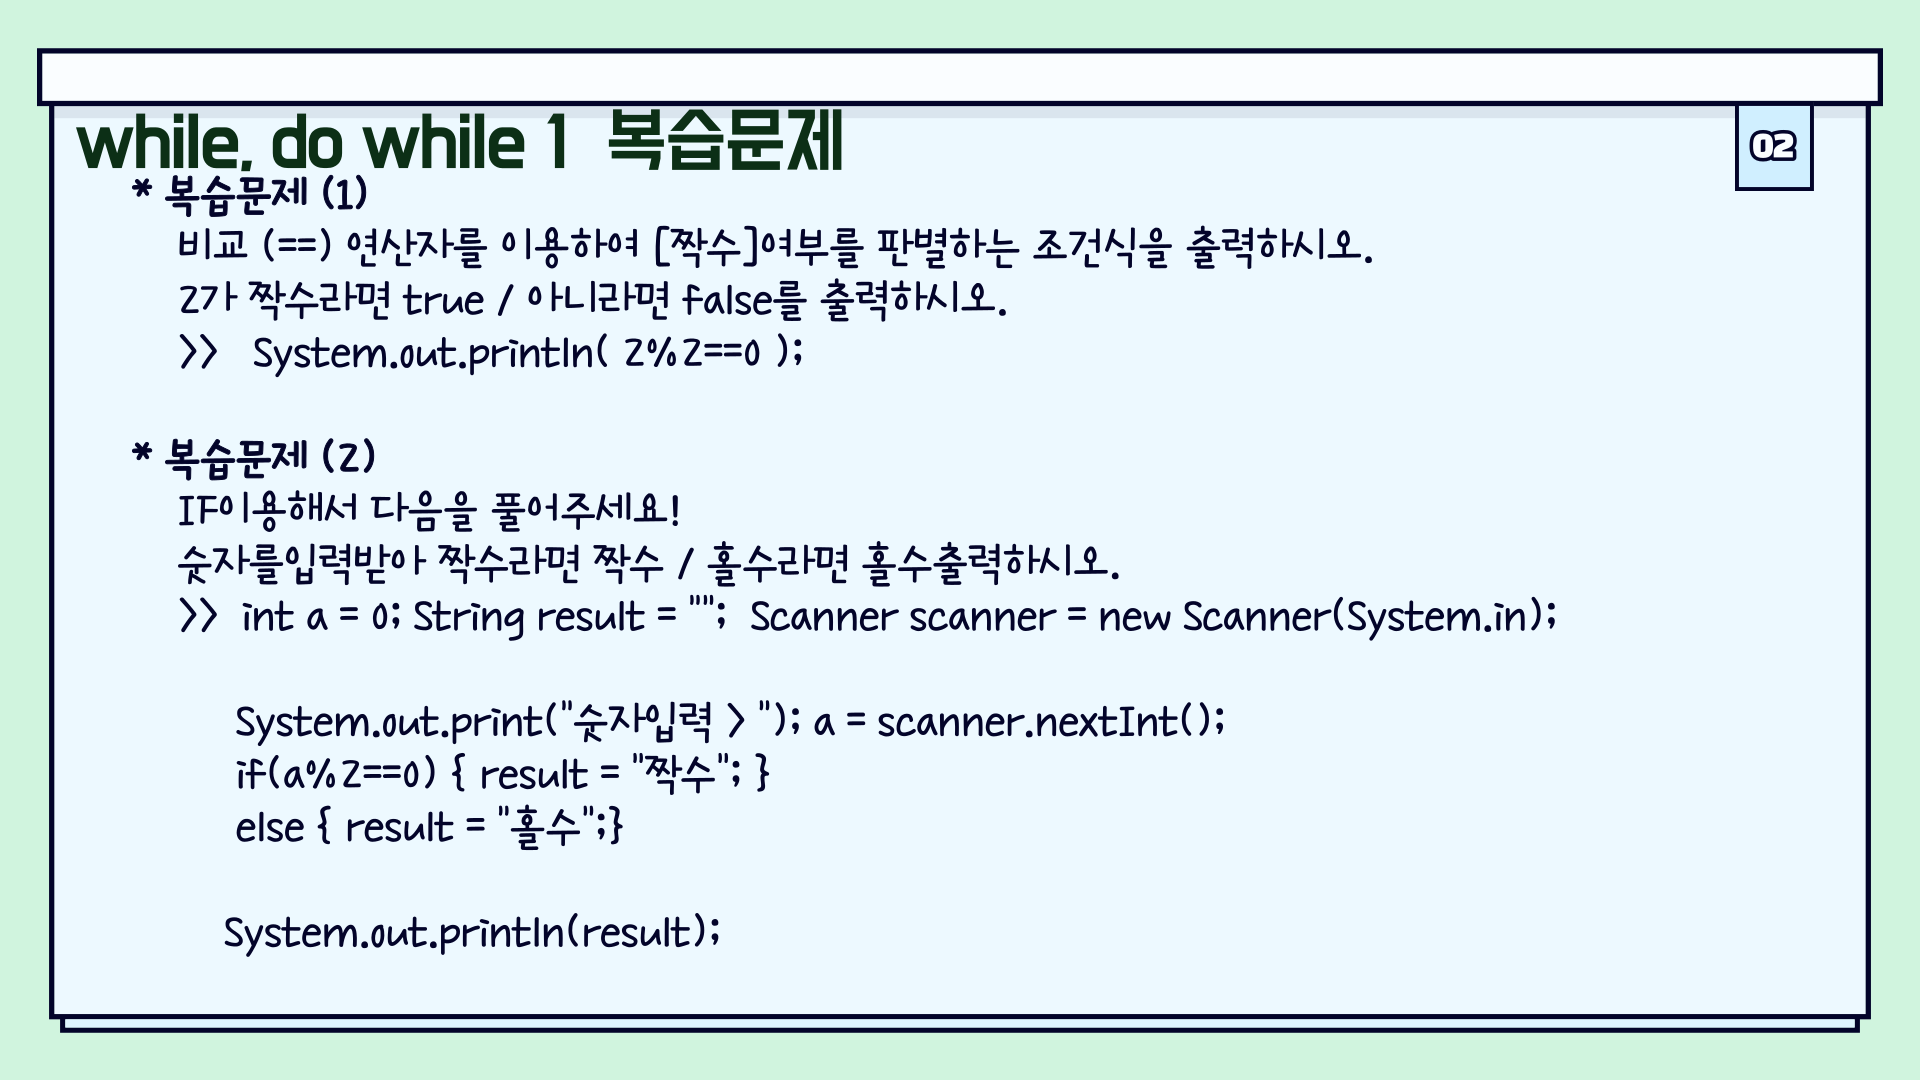 while, do while 1 복습문제
02
* 복습문제 (1)
비교 (==) 연산자를 이용하여 [짝수]여부를 판별하는 조건식을 출력하시오.
2가 짝수라면 true / 아니라면 false를 출력하시오.
>> System.out.println( 2%2==0 );
* 복습문제 (2)
IF이용해서 다음을 풀어주세요!
숫자를입력받아 짝수라면 짝수 / 홀수라면 홀수출력하시오.
>> int a = 0; String result = ""; Scanner scanner = new Scanner(System.in);
System.out.print("숫자입력 > "); a = scanner.nextInt();
if(a%2==0) { result = "짝수"; }
else { result = "홀수";}
System.out.println(result);